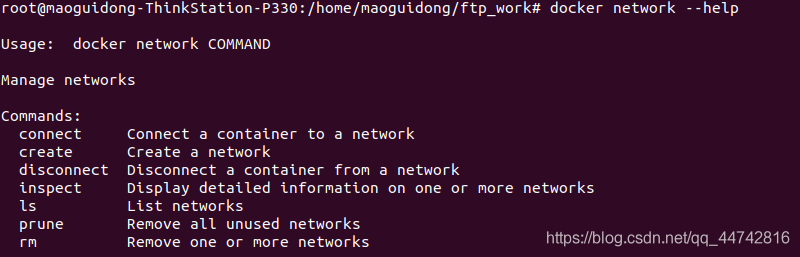 root@maoguidong-ThinkStation-P330:/home/maoguidong/ftp_work# docker network --help
Usage:  docker network COMMAND
Manage networks
Commands:
  connect     Connect a container to a network
  create      Create a network
  disconnect  Disconnect a container from a network
  inspect     Display detailed information on one or more networks
  ls          List networks
  prune       Remove all unused networks
  rm          Remove one or more networks
https://blog.csdn.net/qq_44742816